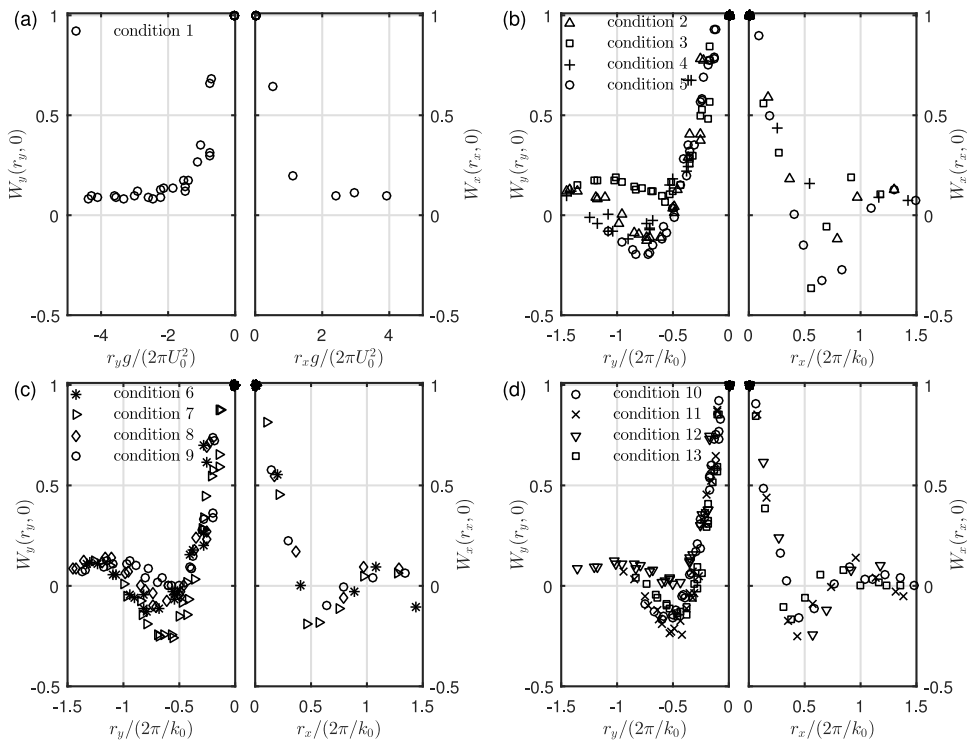 (a)
condition 1
1
0.5
0
-0.5
W_y(r_y, 0)
-4
-2
0
r_y g/(2πU_0^2)
0
2
4
r_x g/(2πU_0^2)
1
0.5
0
-0.5
W_x(r_x, 0)
(b)
condition 2
condition 3
condition 4
condition 5
1
0.5
0
-0.5
W_y(r_y, 0)
-1.5
-1
-0.5
0
r_y/(2π/k_0)
0
0.5
1
1.5
r_x/(2π/k_0)
1
0.5
0
-0.5
W_x(r_x, 0)
(c)
condition 6
condition 7
condition 8
condition 9
1
0.5
0
-0.5
W_y(r_y, 0)
-1.5
-1
-0.5
0
r_y/(2π/k_0)
0
0.5
1
1.5
r_x/(2π/k_0)
1
0.5
0
-0.5
W_x(r_x, 0)
(d)
condition 10
condition 11
condition 12
condition 13
1
0.5
0
-0.5
W_y(r_y, 0)
-1.5
-1
-0.5
0
r_y/(2π/k_0)
0
0.5
1
1.5
r_x/(2π/k_0)
1
0.5
0
-0.5
W_x(r_x, 0)